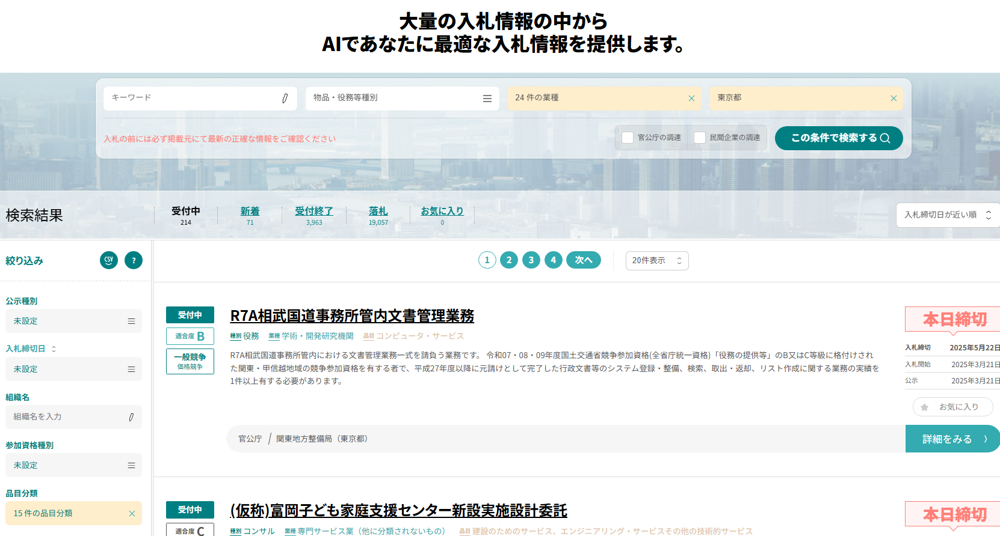 大量の入札情報の中から
AIであなたに最適な入札情報を提供します。
キーワード
物品・役務等種別
24 件の業種
東京都
入札の前には必ず掲載元にて最新の正確な情報をご確認ください
官公庁の調達
民間企業の調達
この条件で検索する
検索結果
受付中
214
新着
71
受付終了
3,963
落札
19,057
お気に入り
0
入札締切日が近い順
絞り込み
CSV
?
1
2
3
4
次へ
20件表示
公示種別
未設定
入札締切日
未設定
組織名
組織名を入力
参加資格種別
未設定
品目分類
15 件の品目分類
受付中
適合度 B
一般競争
価格競争
R7A相武国道事務所管内文書管理業務
種別 役務 業種 学術・開発研究機関 品目 コンピュータ・サービス
R7A相武国道事務所管内における文書管理業務一式を請負う業務です。 令和07・08・09年度国土交通省競争参加資格(全省庁統一資格)「役務の提供等」のB又はC等級に格付けされ
た関東・甲信越地域の競争参加資格を有する者で、平成27年度以降に元請けとして完了した行政文書等のシステム登録・整備、検索、取出・返却、リスト作成に関する業務の実績を
1件以上有する必要があります。
本日締切
入札締切 2025年5月22日
入札開始 2025年3月21日
公示 2025年3月21日
お気に入り
官公庁 / 関東地方整備局（東京都）
詳細をみる
受付中
適合度 C
(仮称)富岡子ども家庭支援センター新設実施設計委託
種別 コンサル 業種 専門サービス業（他に分類されないもの） 品目 建設のためのサービス、エンジニアリング・サービスその他の技術的サービス
本日締切